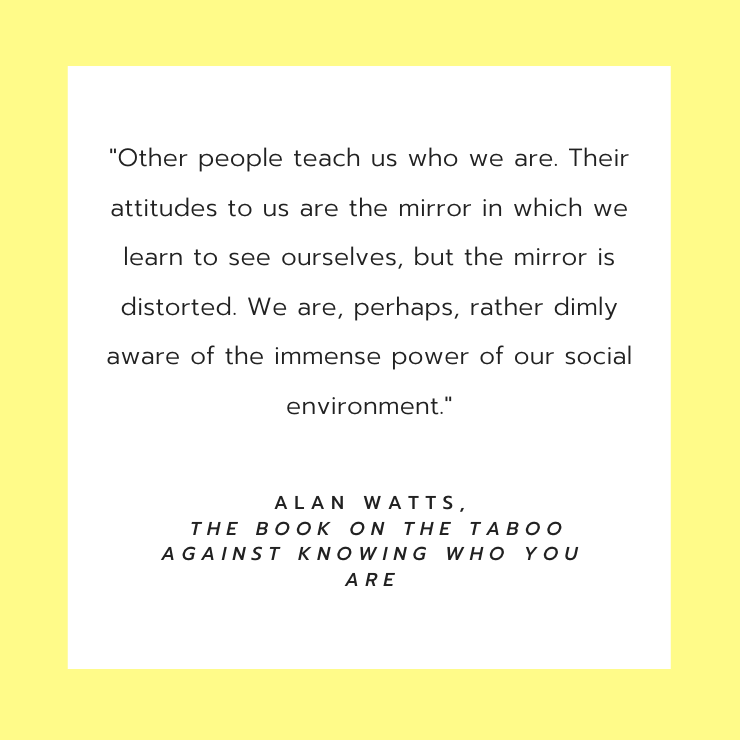 "Other people teach us who we are. Their
attitudes to us are the mirror in which we
learn to see ourselves, but the mirror is
distorted. We are, perhaps, rather dimly
aware of the immense power of our social
environment."
ALAN WATTS,
THE BOOK ON THE TABOO
AGAINST KNOWING WHO YOU
ARE